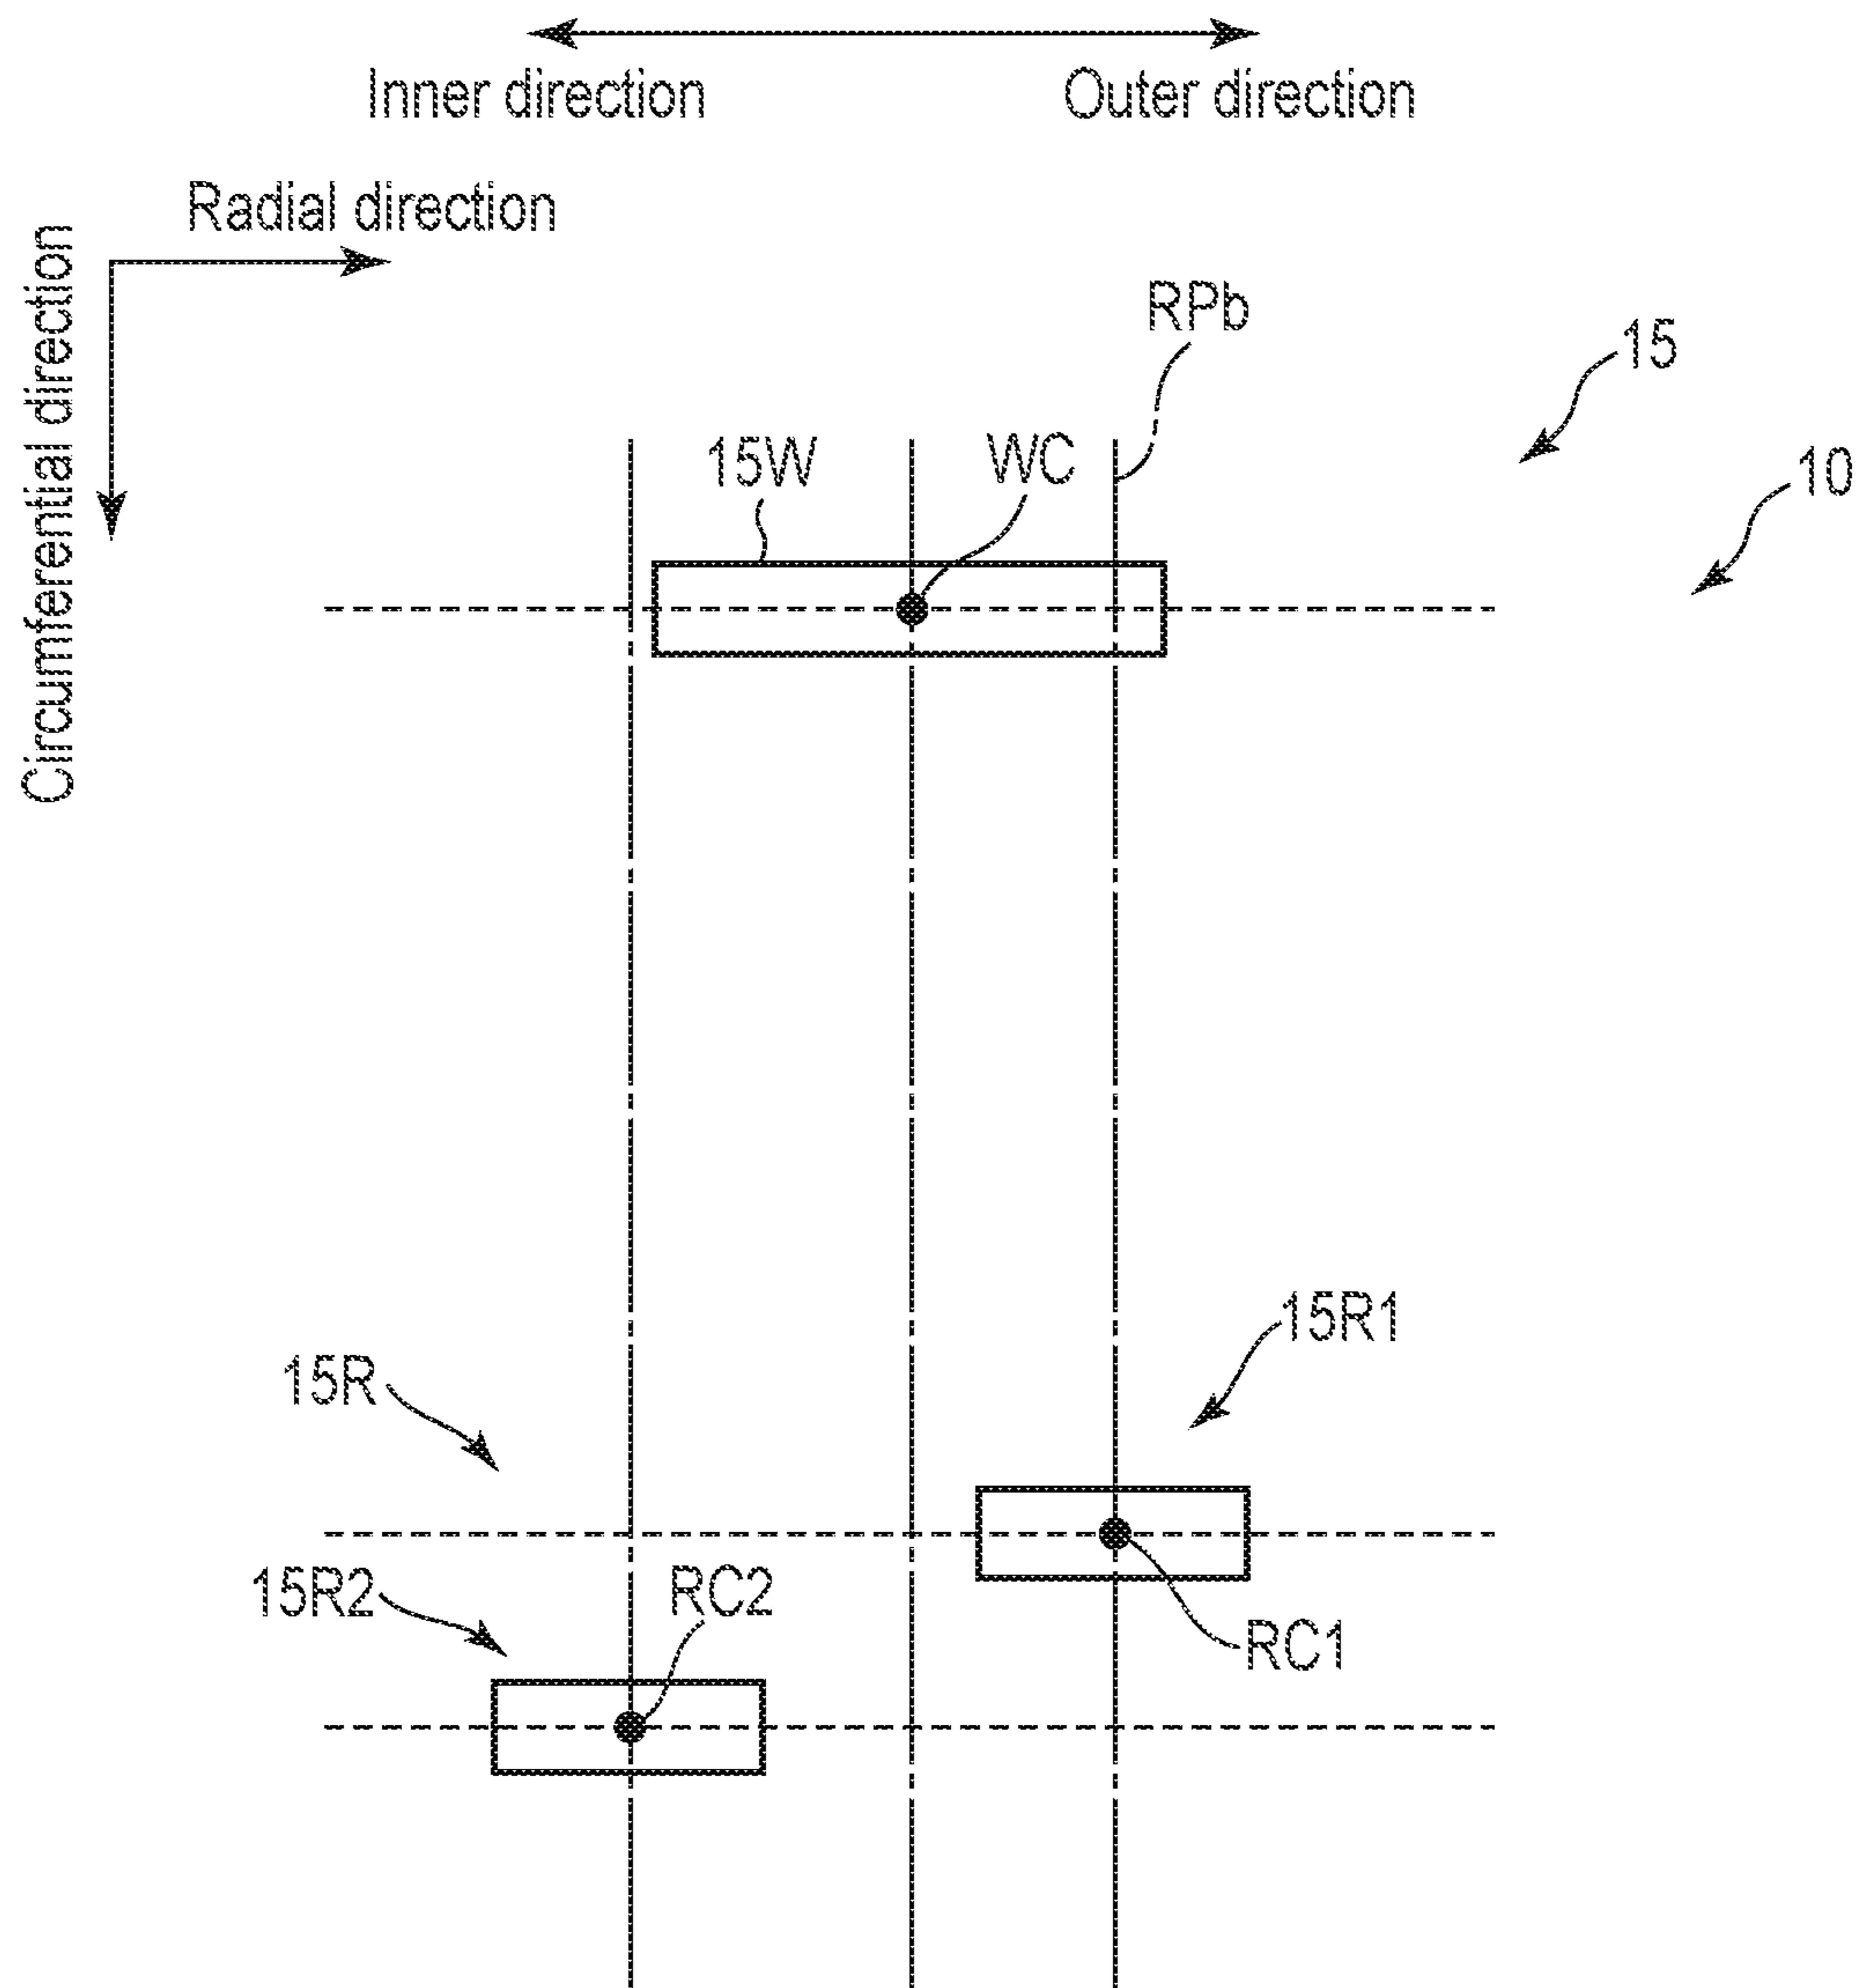 Inner direction
Outer direction
Radial direction
Circumferential direction
RPb
15
15W
WC
10
15R1
15R
15R2
RC2
RC1